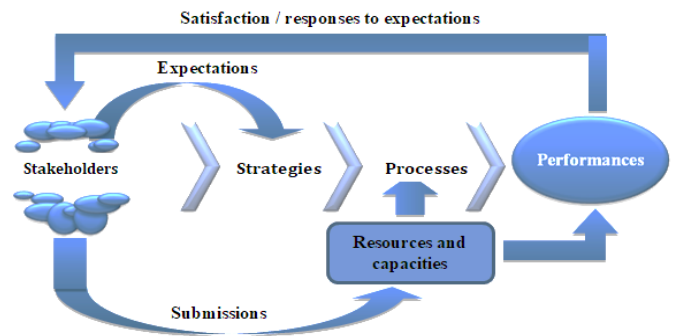 Satisfaction / responses to expectations
Expectations
Stakeholders
Strategies
Processes
Performances
Resources and
capacities
Submissions